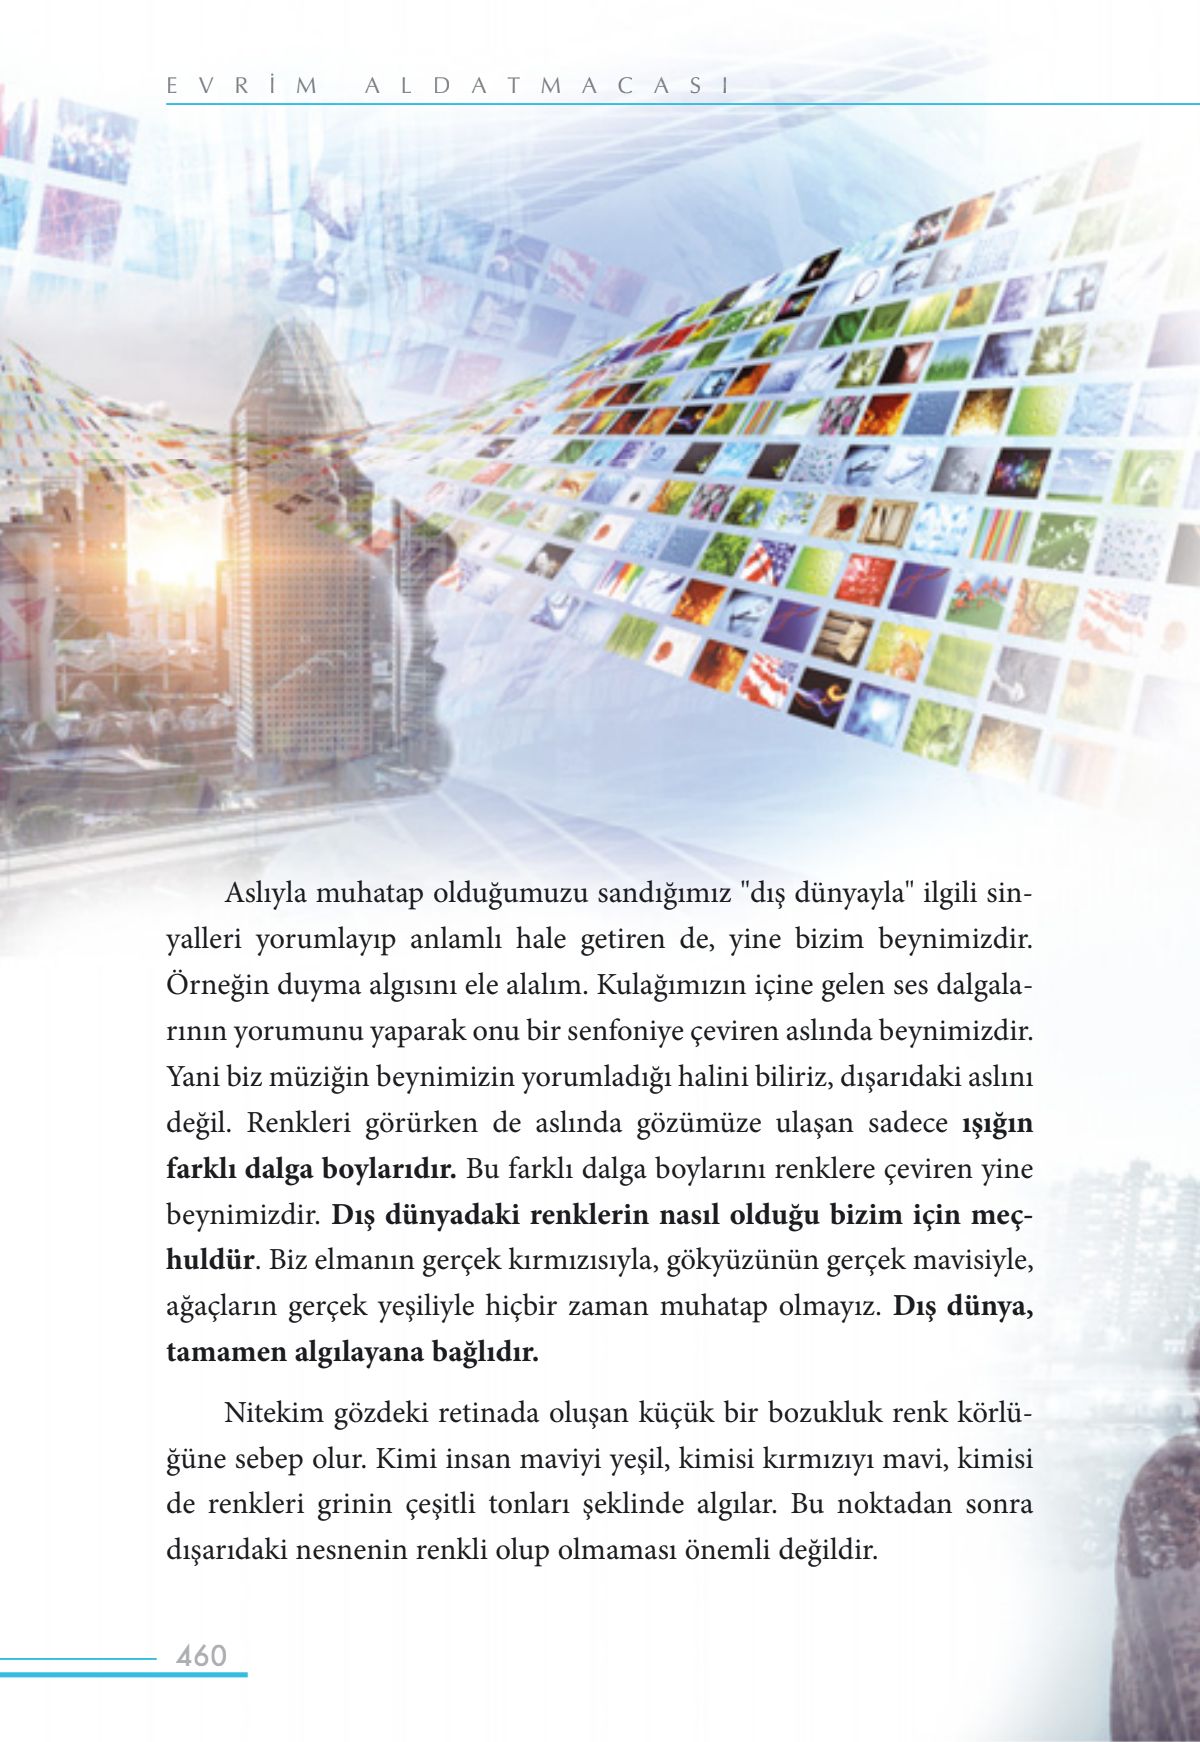 EVRİM ALDATMACASI
Aslıyla muhatap olduğumuzu sandığımız "dış dünyayla" ilgili sin-
yalleri yorumlayıp anlamlı hale getiren de, yine bizim beynimizdir.
Örneğin duyma algısını ele alalım. Kulağımızın içine gelen ses dalgala-
rının yorumunu yaparak onu bir senfoniye çeviren aslında beynimizdir.
Yani biz müziğin beynimizin yorumladığı halini biliriz, dışarıdaki aslını
değil. Renkleri görürken de aslında gözümüze ulaşan sadece ışığın
farklı dalga boylarıdır. Bu farklı dalga boylarını renklere çeviren yine
beynimizdir. Dış dünyadaki renklerin nasıl olduğu bizim için meç-
huldür. Biz elmanın gerçek kırmızısıyla, gökyüzünün gerçek mavisiyle,
ağaçların gerçek yeşiliyle hiçbir zaman muhatap olmayız. Dış dünya,
tamamen algılayana bağlıdır.
Nitekim gözdeki retinada oluşan küçük bir bozukluk renk körlü-
ğüne sebep olur. Kimi insan maviyi yeşil, kimisi kırmızıyı mavi, kimisi
de renkleri grinin çeşitli tonları şeklinde algılar. Bu noktadan sonra
dışarıdaki nesnenin renkli olup olmaması önemli değildir.
460